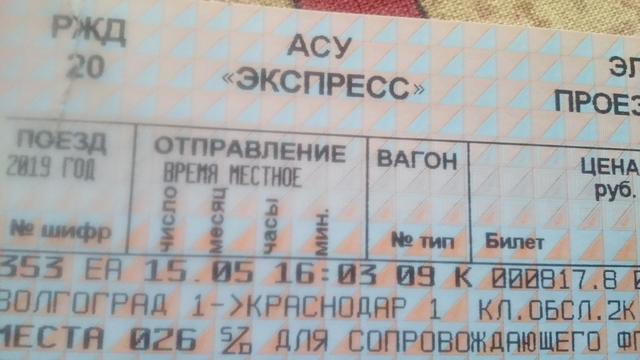 РЖД АСУ
20 «ЭКСПРЕСС» ЭЛ
ПРОЕЗ
ПОЕЗД ОТПРАВЛЕНИЕ ВАГОН ЦЕНА
2019 ГОД ВРЕМЯ МЕСТНОЕ руб.
№ шифр число месяц часы мин. № тип Билет
353 ЕА 15.05 16:03 09 К 000817.8
ВОЛГОГРАД 1->КРАСНОДАР 1 КЛ.ОБСЛ.2К
МЕСТА 026 ДЛЯ СОПРОВОЖДАЮЩЕГО